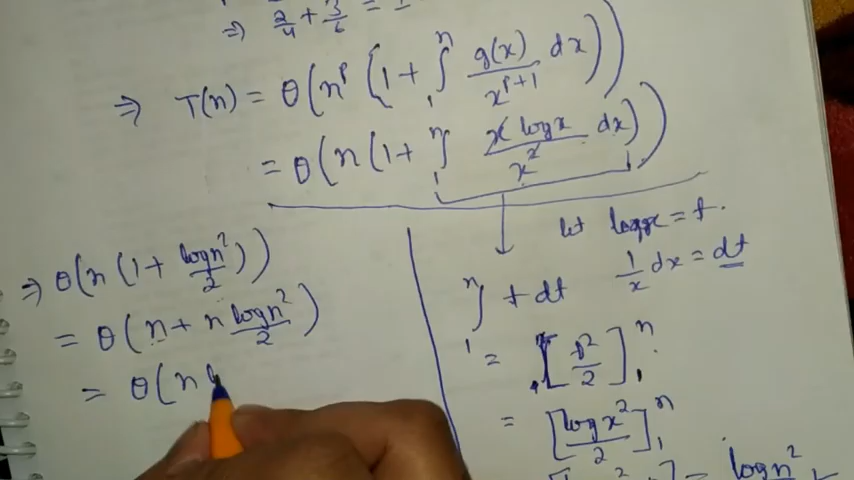 ⇒ 2/4 + 3/6 = 1
⇒ T(n) = θ(n^p (1 + ∫_1^n g(x)/x^(p+1) dx))
= θ(n (1 + ∫_1^n x log x/x^2 dx))
⇒ θ(n (1 + log n^2/2))
= θ(n + n log n^2/2)
= θ(n l
let log x = t.
1/x dx = dt
∫_1^n t dt
= [t^2/2]_1^n
= [log x^2/2]_1^n
= log n^2